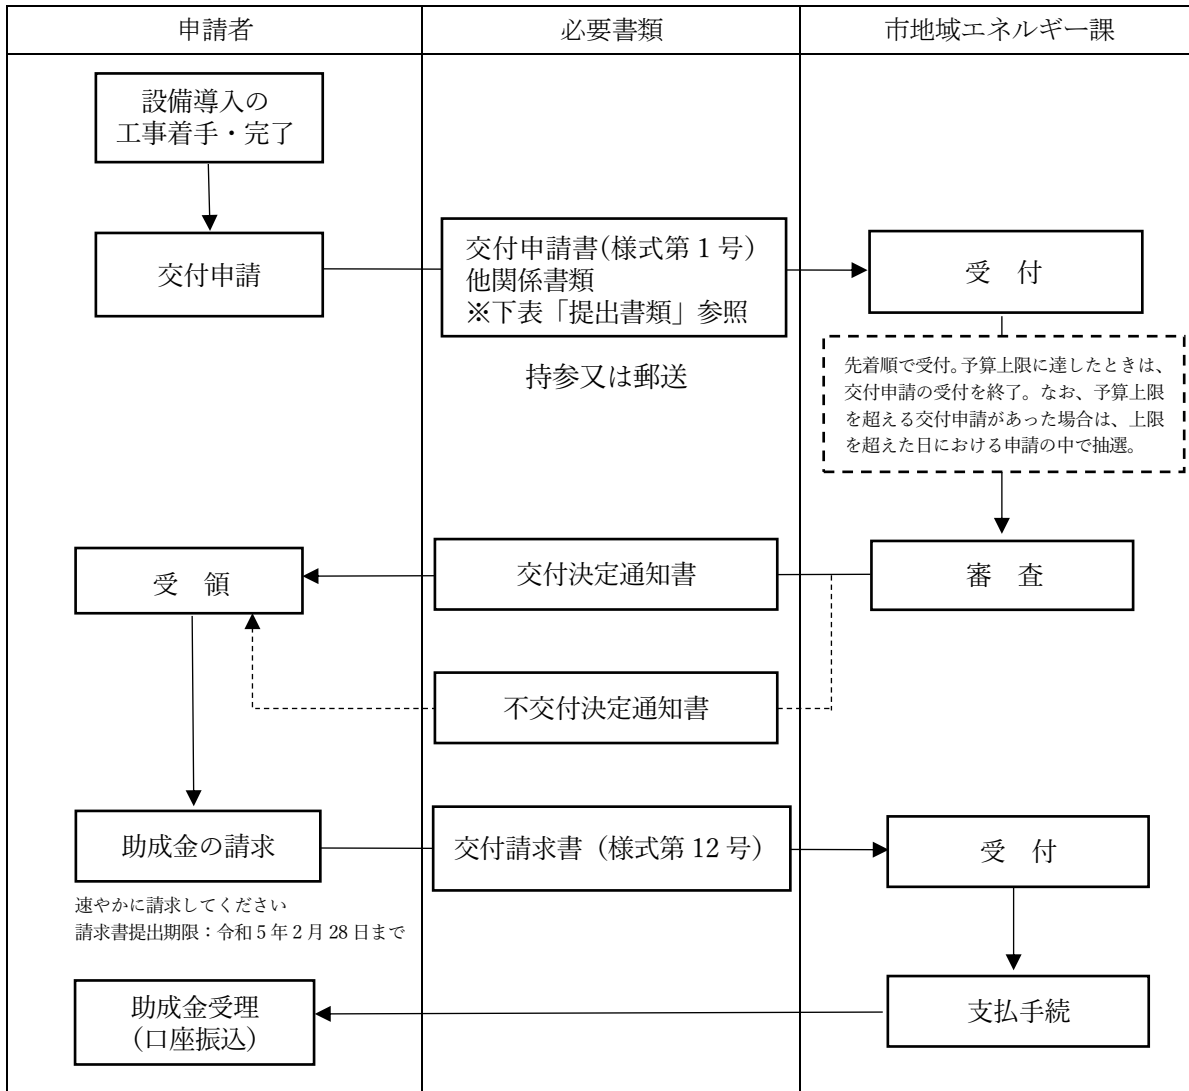 申請者
必要書類
市地域エネルギー課
設備導入の
工事着手・完了
交付申請
交付申請書(様式第1号)
他関係書類
※下表「提出書類」参照
持参又は郵送
受　付
先着順で受付。予算上限に達したときは、
交付申請の受付を終了。なお、予算上限
を超える交付申請があった場合は、上限
を超えた日における申請の中で抽選。
受　領
交付決定通知書
審　査
不交付決定通知書
助成金の請求
交付請求書（様式第12号）
受　付
速やかに請求してください
請求書提出期限：令和5年2月28日まで
助成金受理
(口座振込)
支払手続